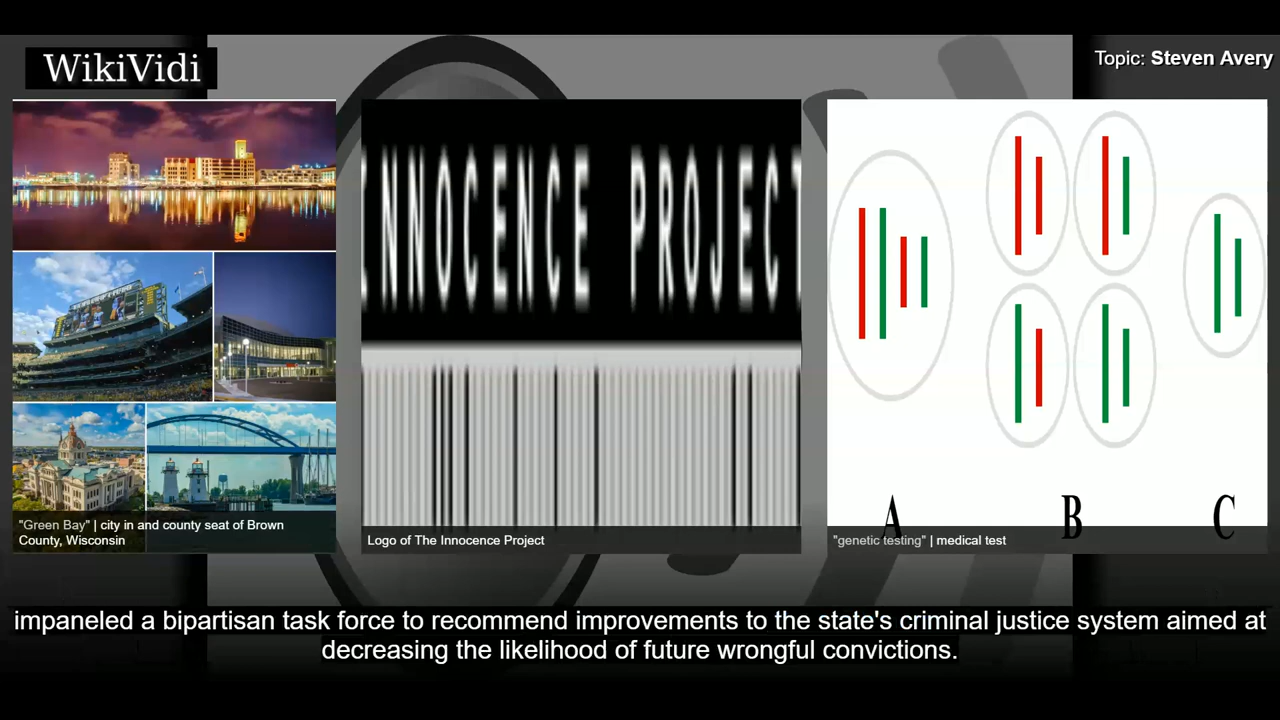 WikiVidi
Topic: Steven Avery
INNOCENCE PROJECT
A B C
"Green Bay" | city in and county seat of Brown
County, Wisconsin
Logo of The Innocence Project
"genetic testing" | medical test
impaneled a bipartisan task force to recommend improvements to the state's criminal justice system aimed at
decreasing the likelihood of future wrongful convictions.